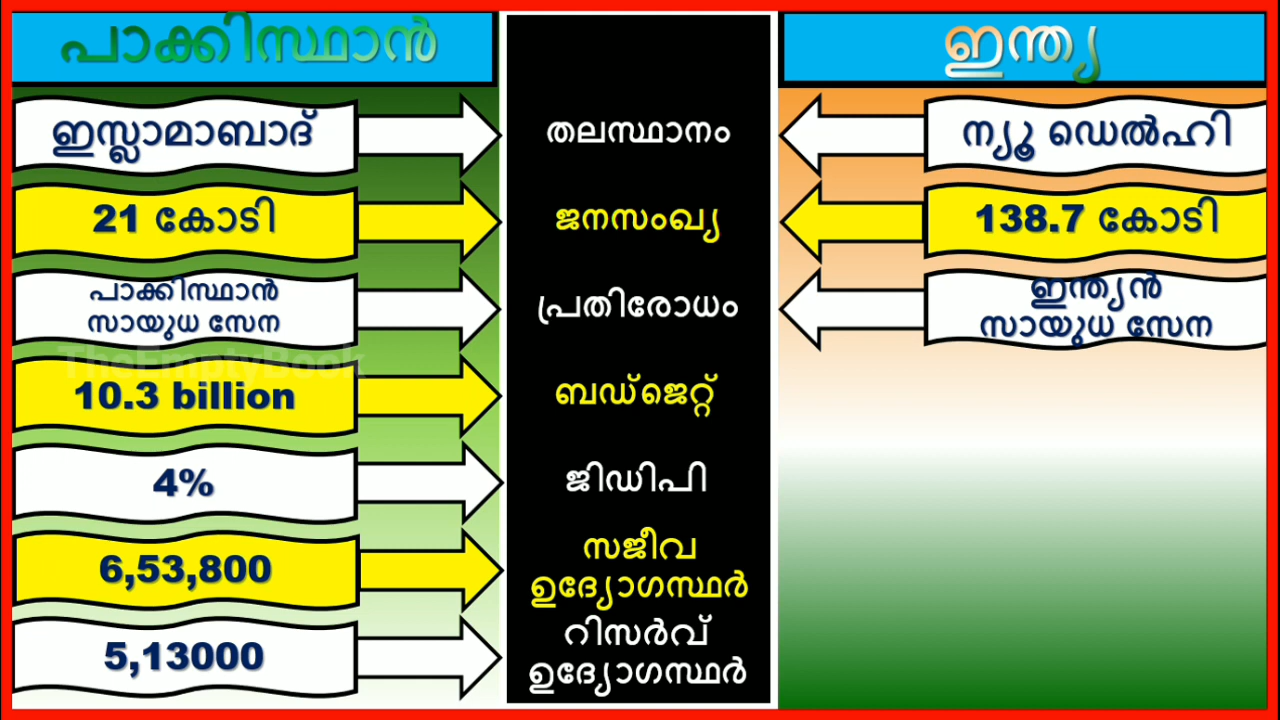 പാക്കിസ്ഥാൻ
ഇന്ത്യ
ഇസ്ലാമാബാദ്
തലസ്ഥാനം
ന്യൂ ഡെൽഹി
21 കോടി
ജനസംഖ്യ
138.7 കോടി
പാക്കിസ്ഥാൻ
സായുധ സേന
പ്രതിരോധം
ഇന്ത്യൻ
സായുധ സേന
TheEmptyBook
10.3 billion
ബഡ്ജെറ്റ്
4%
ജിഡിപി
6,53,800
സജീവ
ഉദ്യോഗസ്ഥർ
5,13000
റിസർവ്
ഉദ്യോഗസ്ഥർ